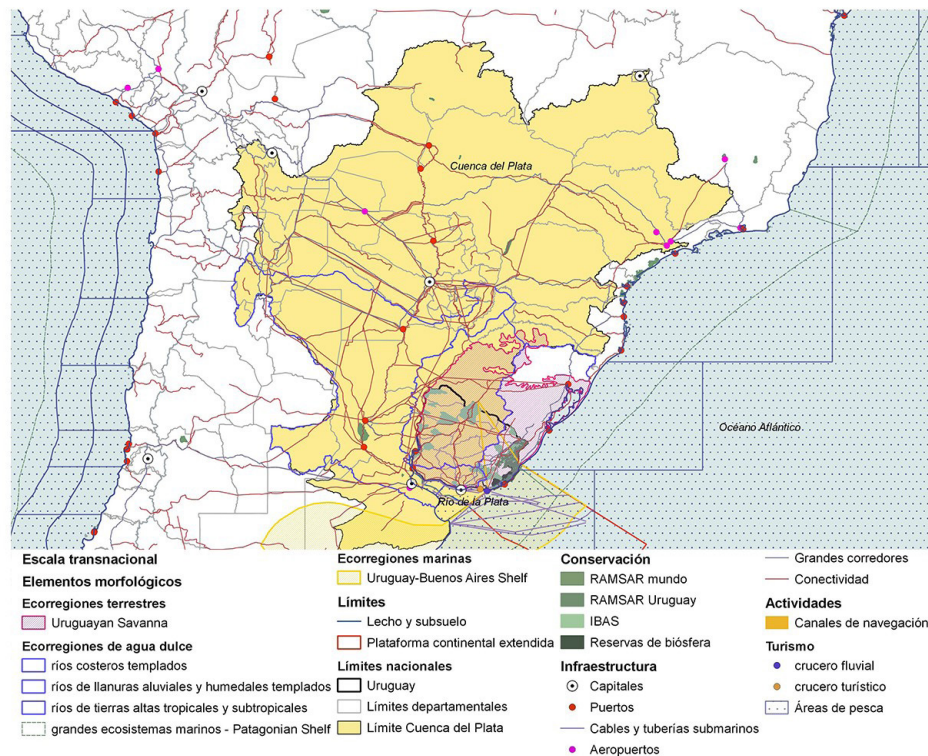 Cuenca del Plata
Océano Atlántico
Río de la Plata
Escala transnacional
Elementos morfológicos
Ecorregiones terrestres
Uruguayan Savanna
Ecorregiones de agua dulce
ríos costeros templados
ríos de llanuras aluviales y humedales templados
ríos de tierras altas tropicales y subtropicales
grandes ecosistemas marinos - Patagonian Shelf
Ecorregiones marinas
Uruguay-Buenos Aires Shelf
Límites
Lecho y subsuelo
Plataforma continental extendida
Límites nacionales
Uruguay
Límites departamentales
Límite Cuenca del Plata
Conservación
RAMSAR mundo
RAMSAR Uruguay
IBAS
Reservas de biósfera
Infraestructura
Capitales
Puertos
Cables y tuberías submarinos
Aeropuertos
Grandes corredores
Conectividad
Actividades
Canales de navegación
Turismo
crucero fluvial
crucero turístico
Áreas de pesca